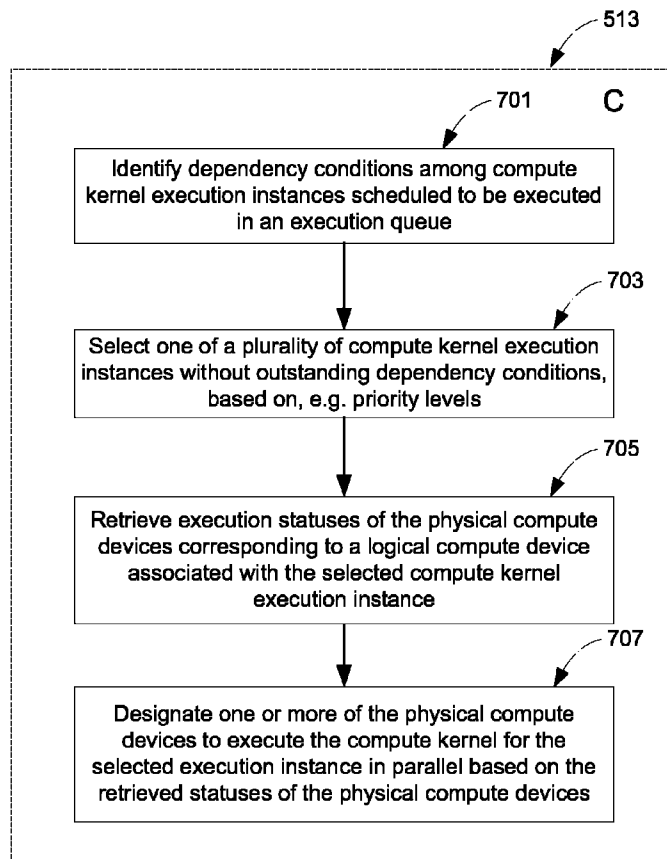 513
C
701
Identify dependency conditions among compute
kernel execution instances scheduled to be executed
in an execution queue
703
Select one of a plurality of compute kernel execution
instances without outstanding dependency conditions,
based on, e.g. priority levels
705
Retrieve execution statuses of the physical compute
devices corresponding to a logical compute device
associated with the selected compute kernel
execution instance
707
Designate one or more of the physical compute
devices to execute the compute kernel for the
selected execution instance in parallel based on the
retrieved statuses of the physical compute devices